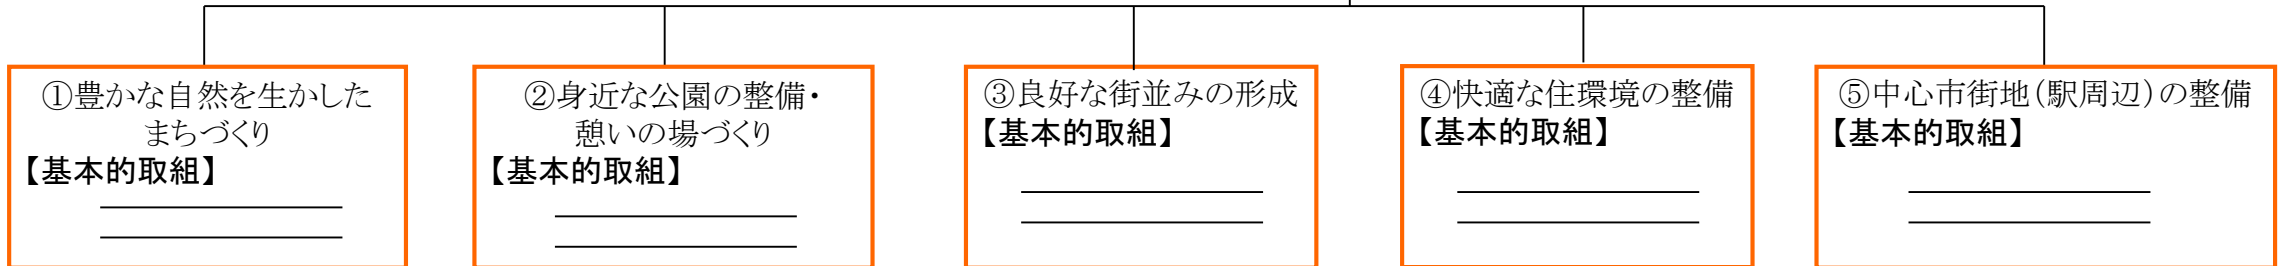 ①豊かな自然を生かした
まちづくり
【基本的取組】
②身近な公園の整備・
憩いの場づくり
【基本的取組】
③良好な街並みの形成
【基本的取組】
④快適な住環境の整備
【基本的取組】
⑤中心市街地(駅周辺)の整備
【基本的取組】